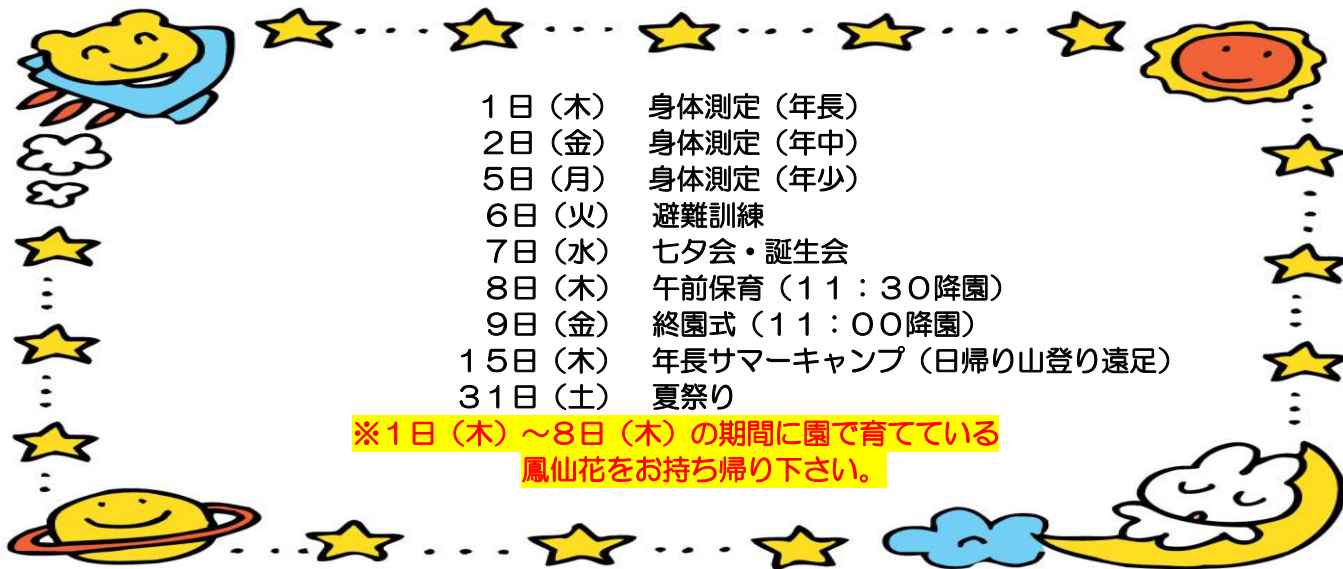 １日（木）　身体測定（年長）
２日（金）　身体測定（年中）
５日（月）　身体測定（年少）
６日（火）　避難訓練
７日（水）　七夕会・誕生会
８日（木）　午前保育（１１：３０降園）
９日（金）　終園式（１１：００降園）
１５日（木）　年長サマーキャンプ（日帰り山登り遠足）
３１日（土）　夏祭り
※１日（木）～８日（木）の期間に園で育てている
鳳仙花をお持ち帰り下さい。